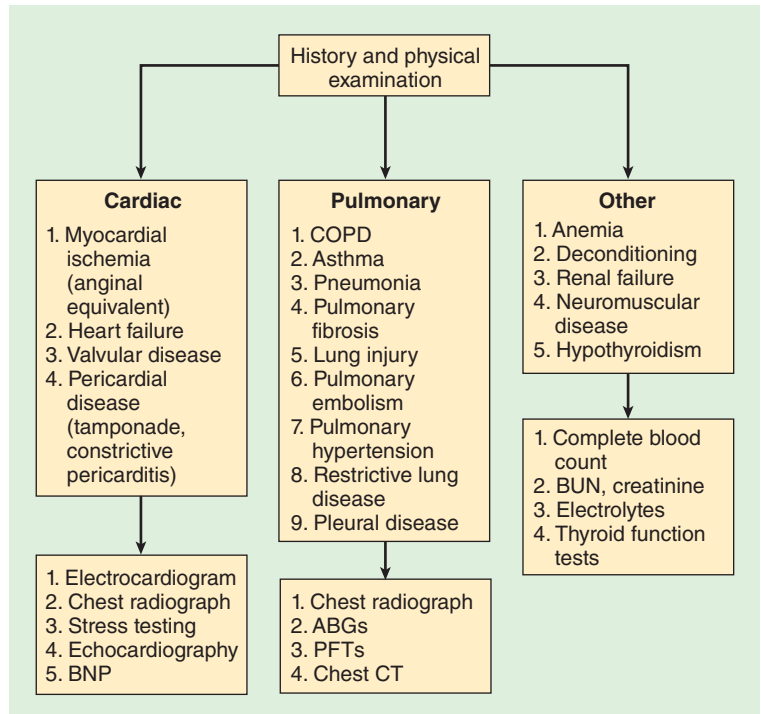 History and physical
examination
Cardiac
1. Myocardial
ischemia
(anginal
equivalent)
2. Heart failure
3. Valvular disease
4. Pericardial
disease
(tamponade,
constrictive
pericarditis)
1. Electrocardiogram
2. Chest radiograph
3. Stress testing
4. Echocardiography
5. BNP
Pulmonary
1. COPD
2. Asthma
3. Pneumonia
4. Pulmonary
fibrosis
5. Lung injury
6. Pulmonary
embolism
7. Pulmonary
hypertension
8. Restrictive lung
disease
9. Pleural disease
1. Chest radiograph
2. ABGs
3. PFTs
4. Chest CT
Other
1. Anemia
2. Deconditioning
3. Renal failure
4. Neuromuscular
disease
5. Hypothyroidism
1. Complete blood
count
2. BUN, creatinine
3. Electrolytes
4. Thyroid function
tests